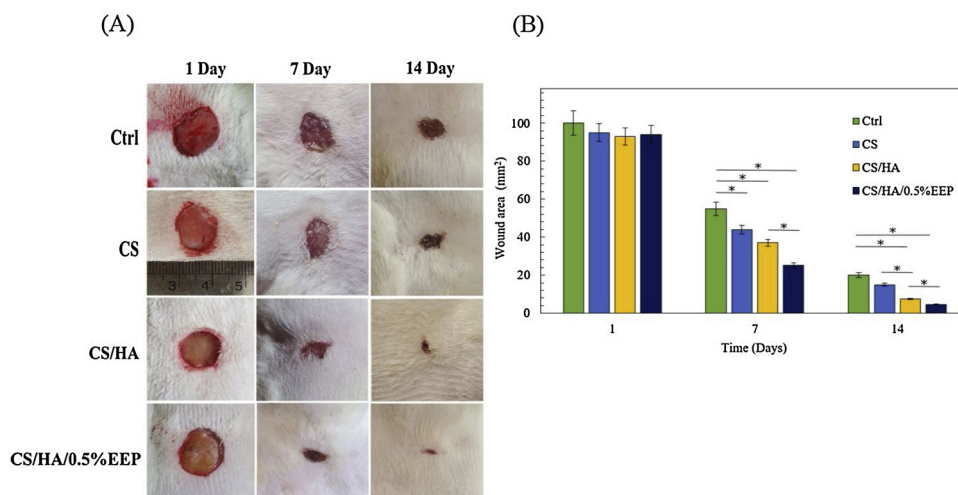 (A)
1 Day 7 Day 14 Day
Ctrl
CS
3 4 5
CS/HA
CS/HA/0.5%EEP
(B)
Wound area (mm²)
100
80
60
40
20
0
Ctrl
CS
CS/HA
CS/HA/0.5%EEP
* * * *
* * * *
1 7 14
Time (Days)